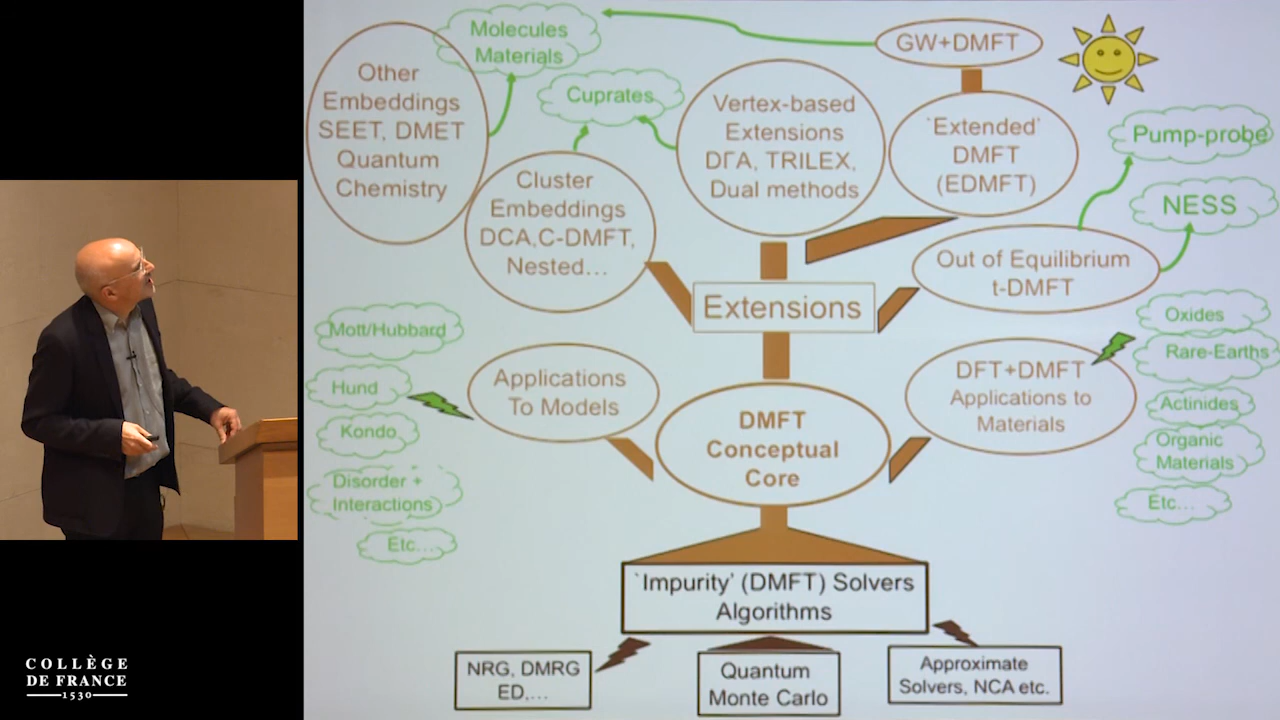 Molecules
Materials
GW+DMFT
Other
Embeddings
SEET, DMET
Quantum
Chemistry
Cuprates
Vertex-based
Extensions
DΓA, TRILEX,
Dual methods
`Extended'
DMFT
(EDMFT)
Pump-probe
NESS
Cluster
Embeddings
DCA,C-DMFT,
Nested...
Out of Equilibrium
t-DMFT
Extensions
Mott/Hubbard
Hund
Kondo
Disorder +
Interactions
Etc...
Applications
To Models
DMFT
Conceptual
Core
DFT+DMFT
Applications to
Materials
Oxides
Rare-Earths
Actinides
Organic
Materials
Etc...
`Impurity' (DMFT) Solvers
Algorithms
NRG, DMRG
ED,...
Quantum
Monte Carlo
Approximate
Solvers, NCA etc.
COLLÈGE
DE FRANCE
1530